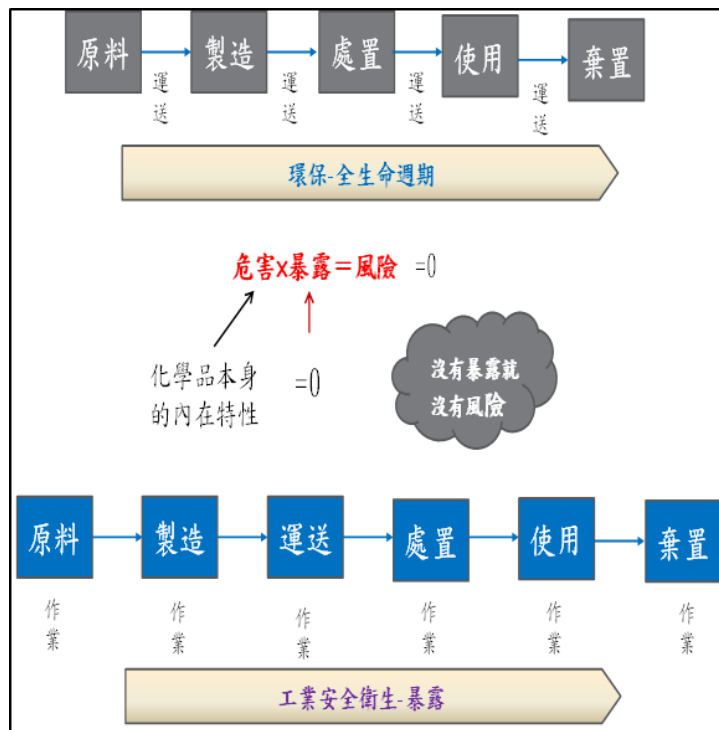 原料
製造
處置
使用
棄置
運送
運送
運送
運送
環保-全生命週期
危害x暴露=風險 =0
化學品本身
的內在特性
=0
沒有暴露就
沒有風險
原料
製造
運送
處置
使用
棄置
作業
作業
作業
作業
作業
作業
工業安全衛生-暴露